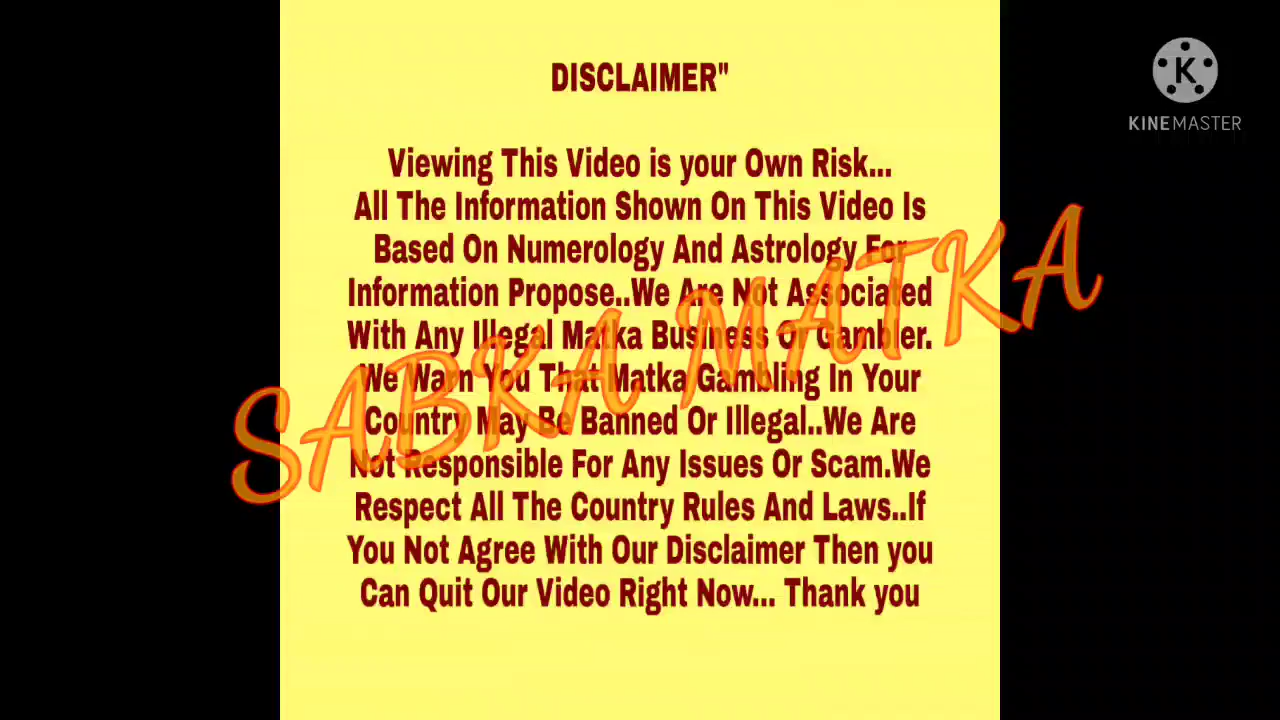 DISCLAIMER"
Viewing This Video is your Own Risk...
All The Information Shown On This Video Is
Based On Numerology And Astrology For
Information Propose..We Are Not Associated
With Any Illegal Matka Business Or Gambler.
We Warn You That Matka Gambling In Your
Country May Be Banned Or Illegal..We Are
Not Responsible For Any Issues Or Scam.We
Respect All The Country Rules And Laws..If
You Not Agree With Our Disclaimer Then you
Can Quit Our Video Right Now... Thank you
SABKA MATKA
K
KINEMASTER